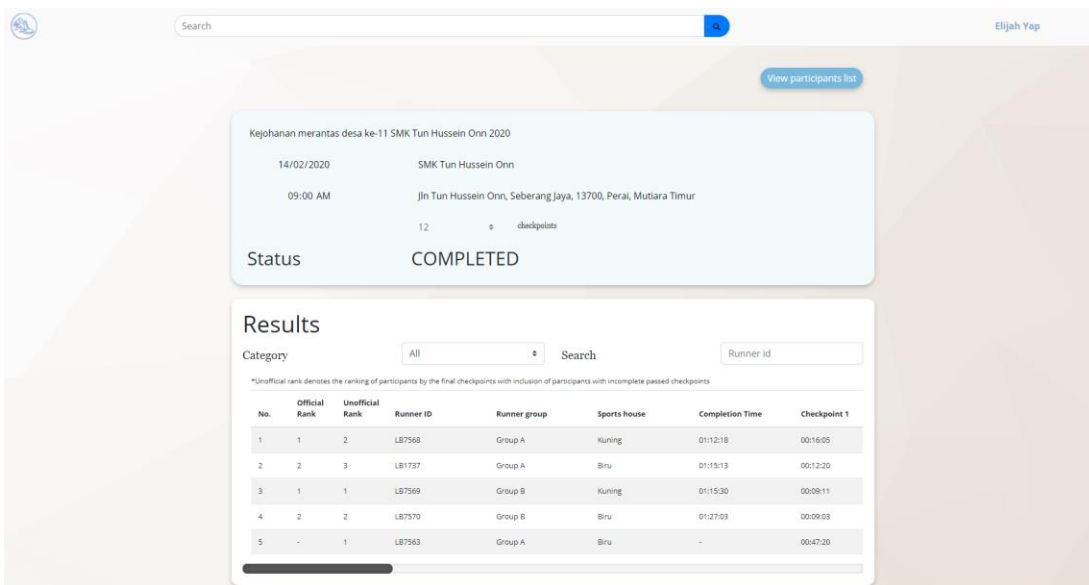 Search
Elijah Yap
View participants list
Kejohanan merantas desa ke-11 SMK Tun Hussein Onn 2020
14/02/2020 SMK Tun Hussein Onn
09:00 AM Jln Tun Hussein Onn, Seberang Jaya, 13700, Perai, Mutiara Timur
12 checkpoints
Status COMPLETED
Results
Category All Search Runner id
*Unofficial rank denotes the ranking of participants by the final checkpoints with inclusion of participants with incomplete passed checkpoints
No. Official Rank Unofficial Rank Runner ID Runner group Sports house Completion Time Checkpoint 1
1 1 2 LB7568 Group A Kuning 01:12:18 00:16:05
2 2 3 LB1737 Group A Biru 01:15:13 00:12:20
3 1 1 LB7569 Group B Kuning 01:15:30 00:09:11
4 2 2 LB7570 Group B Biru 01:27:03 00:09:03
5 - 1 LB7563 Group A Biru - 00:47:20